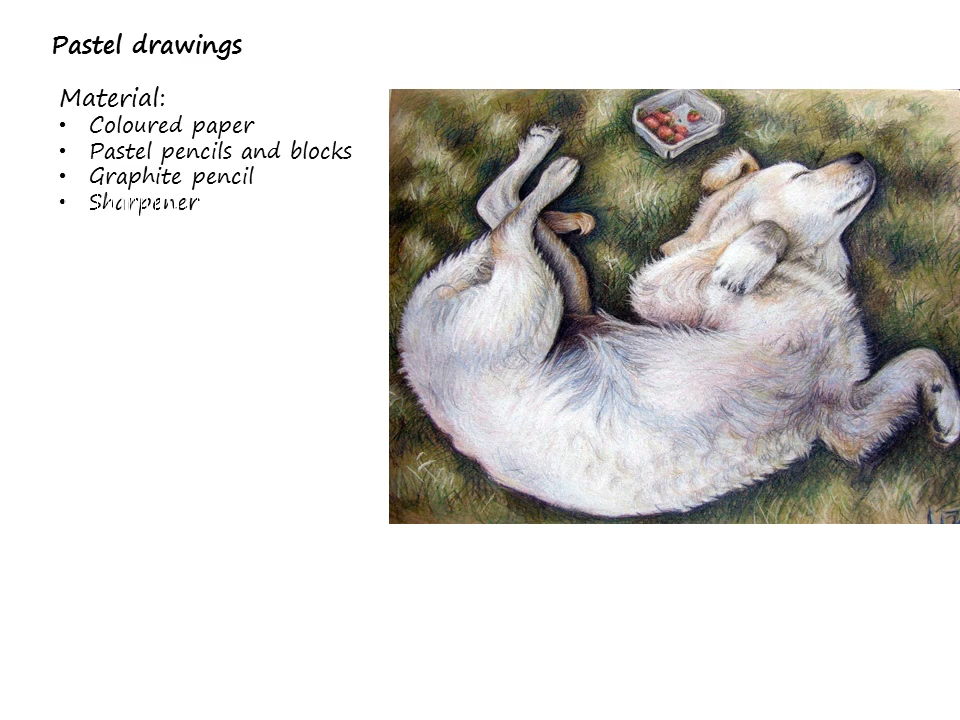 Pastel drawings
Material:
• Coloured paper
• Pastel pencils and blocks
• Graphite pencil
• Sharpener